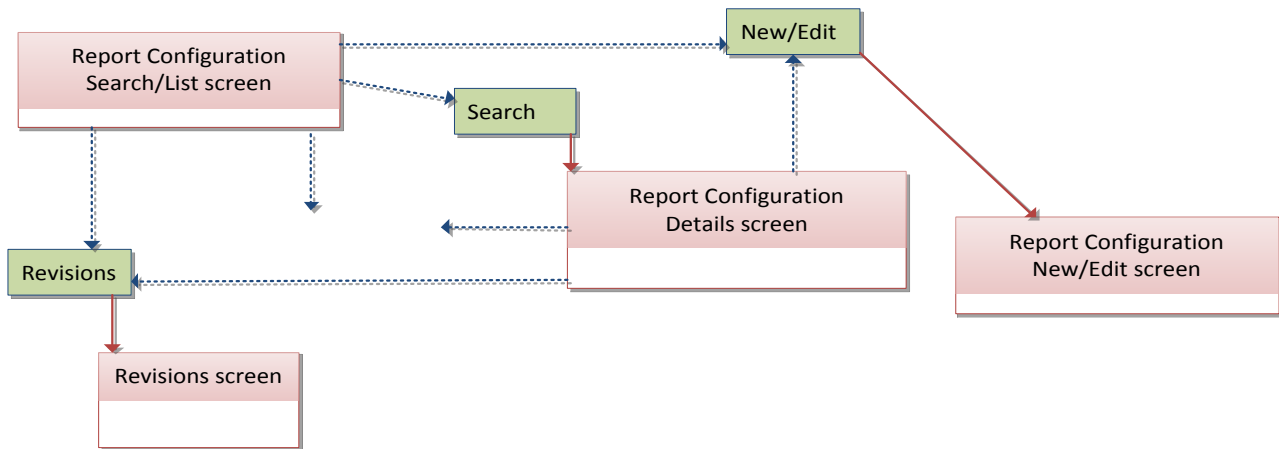 New/Edit
Report Configuration
Search/List screen
Search
Report Configuration
Details screen
Report Configuration
New/Edit screen
Revisions
Revisions screen